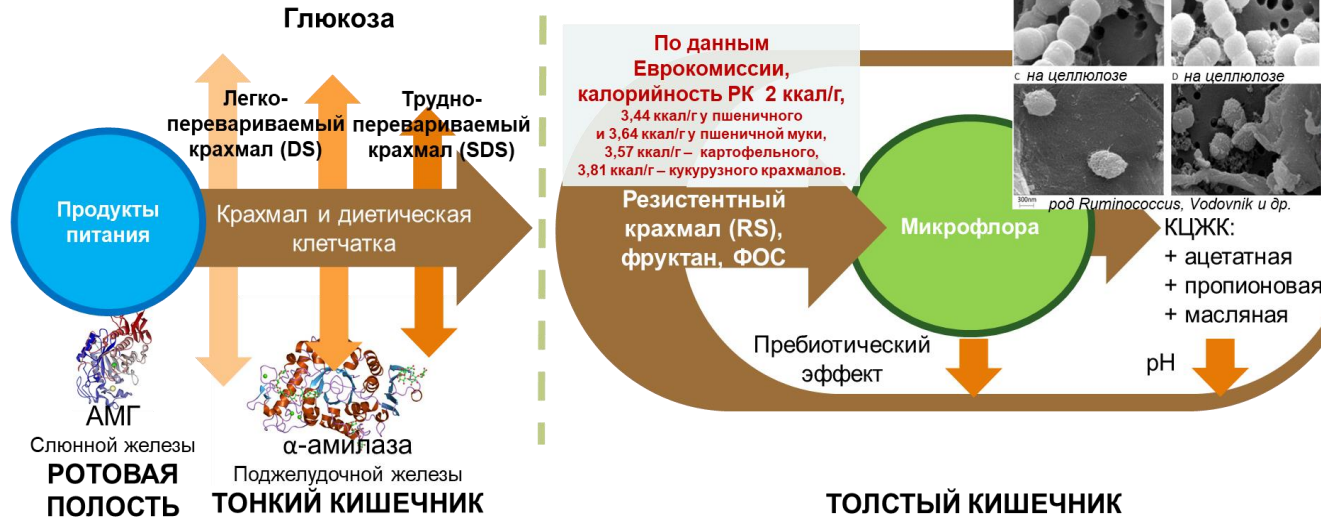 Глюкоза
Легко-
перевариваемый
крахмал (DS)
Трудно-
перевариваемый
крахмал (SDS)
Продукты
питания
Крахмал и диетическая
клетчатка
АМГ
Слюнной железы
РОТОВАЯ
ПОЛОСТЬ
α-амилаза
Поджелудочной железы
ТОНКИЙ КИШЕЧНИК
По данным
Еврокомиссии,
калорийность РК 2 ккал/г,
3,44 ккал/г у пшеничного
и 3,64 ккал/г у пшеничной муки,
3,57 ккал/г – картофельного,
3,81 ккал/г – кукурузного крахмалов.
Резистентный
крахмал (RS),
фруктан, ФОС
Микрофлора
C на целлюлозе
D на целлюлозе
300nm
род Ruminococcus, Vodovnik и др.
КЦЖК:
+ ацетатная
+ пропионовая
+ масляная
Пребиотический
эффект
pH
ТОЛСТЫЙ КИШЕЧНИК